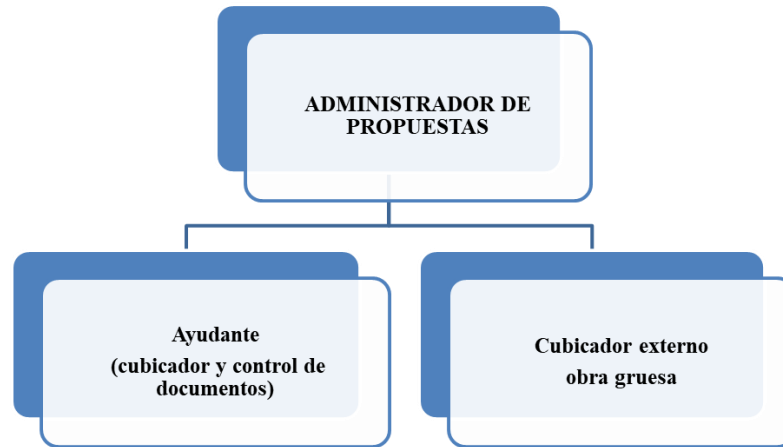 ADMINISTRADOR DE
PROPUESTAS
Ayudante
(cubicador y control de
documentos)
Cubicador externo
obra gruesa